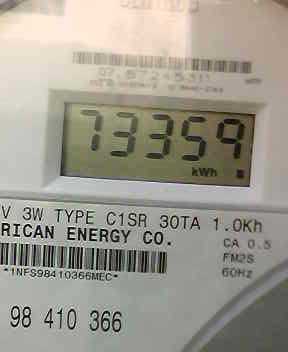 73359
kWh
V 3W TYPE C1SR 30TA 1.0Kh
RICAN ENERGY CO.
CA 0.5
FM2S
*1NFS98410366MEC*
60Hz
98 410 366